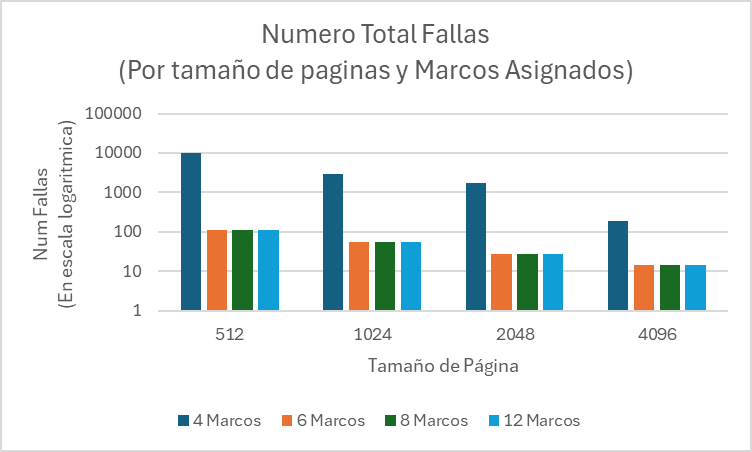 Numero Total Fallas
(Por tamaño de paginas y Marcos Asignados)
Num Fallas
(En escala logaritmica)
100000
10000
1000
100
10
1
512 1024 2048 4096
Tamaño de Página
4 Marcos 6 Marcos 8 Marcos 12 Marcos